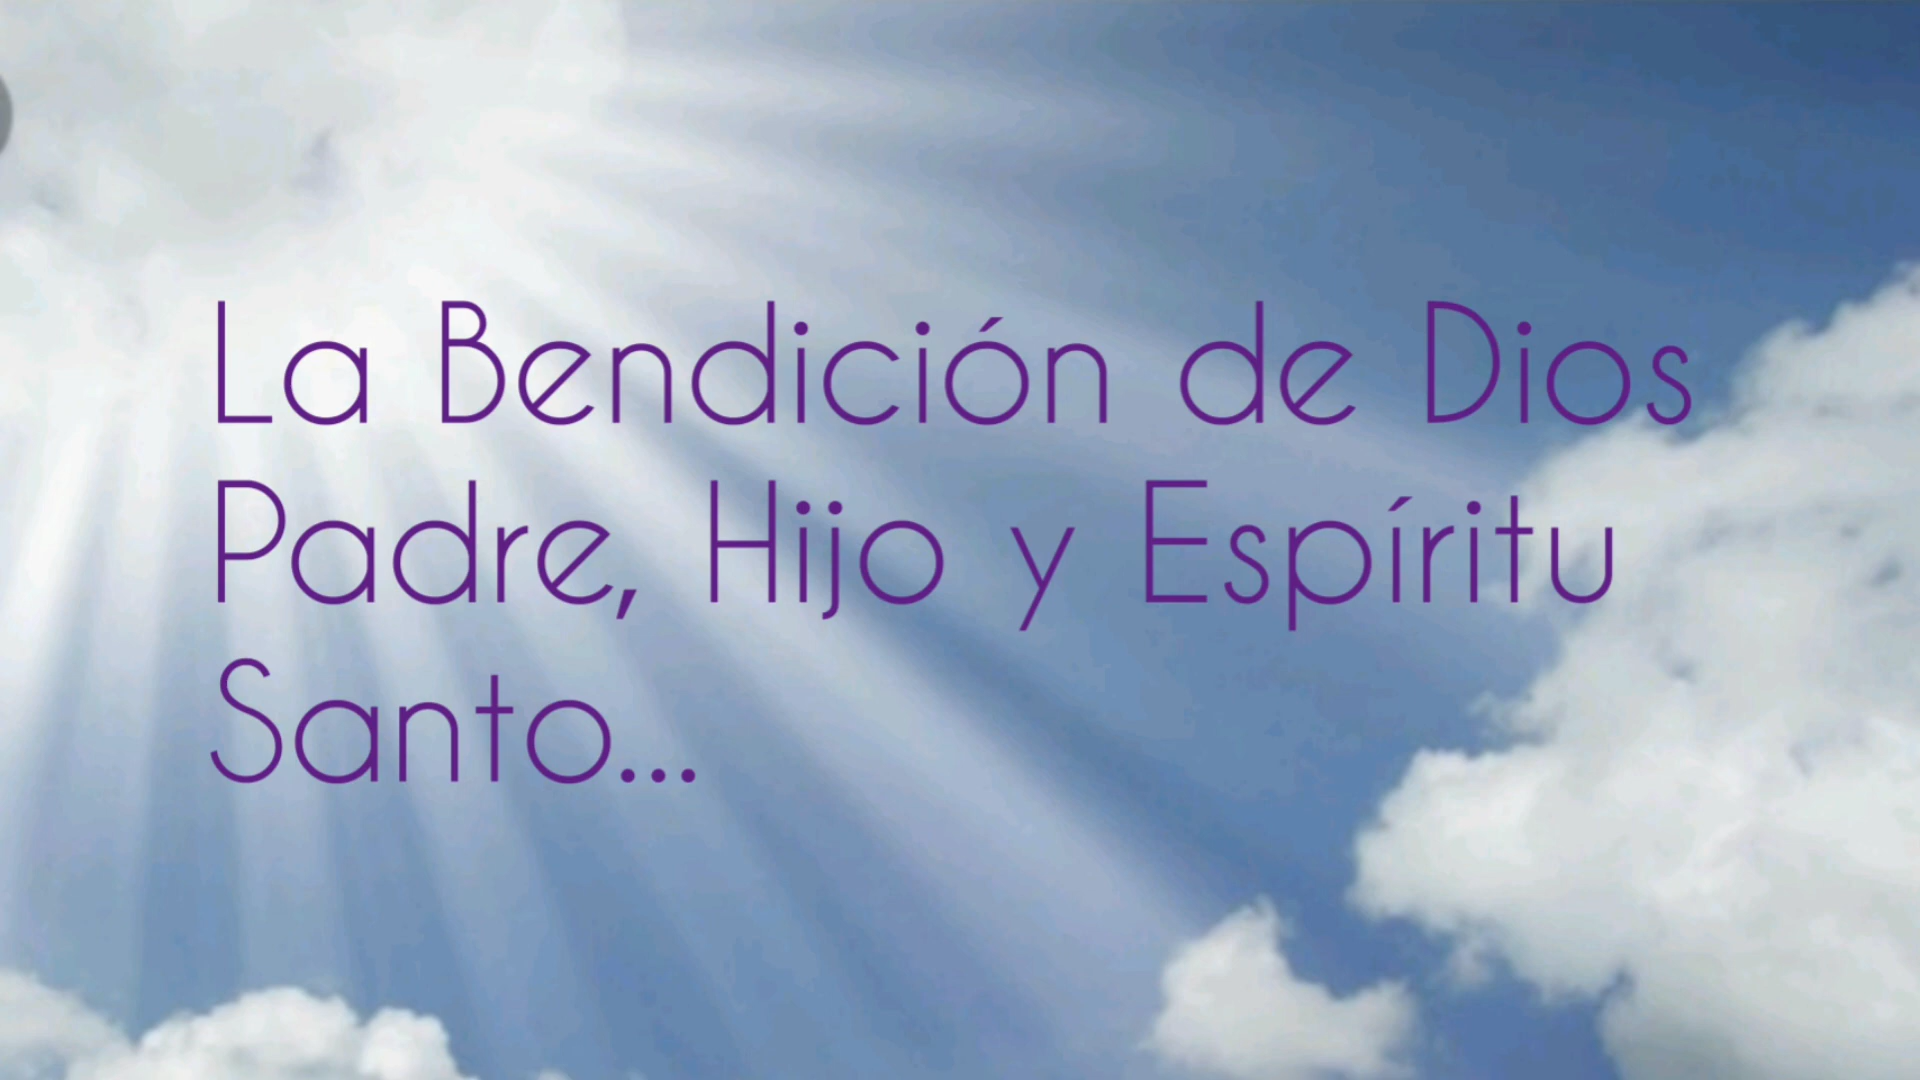 La Bendición de Dios
Padre, Hijo y Espíritu
Santo...